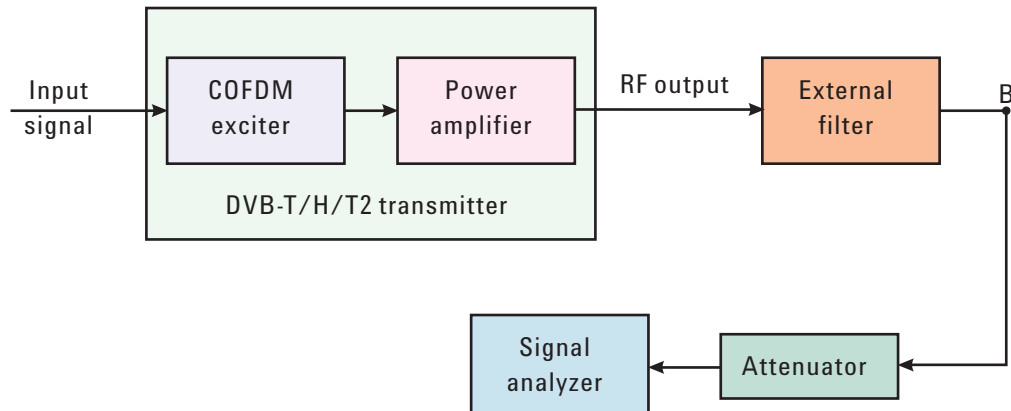 Input
signal
COFDM
exciter
Power
amplifier
DVB-T/H/T2 transmitter
RF output
External
filter
B
Signal
analyzer
Attenuator